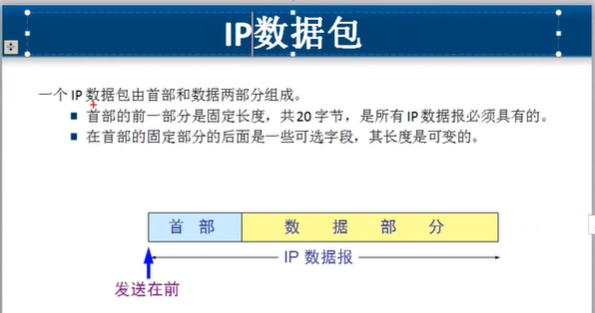 IP数据包
一个 IP 数据包由首部和数据两部分组成。
首部的前一部分是固定长度，共 20 字节，是所有 IP 数据报必须具有的。
在首部的固定部分的后面是一些可选字段，其长度是可变的。
首 部 数 据 部 分
IP 数据报
发送在前